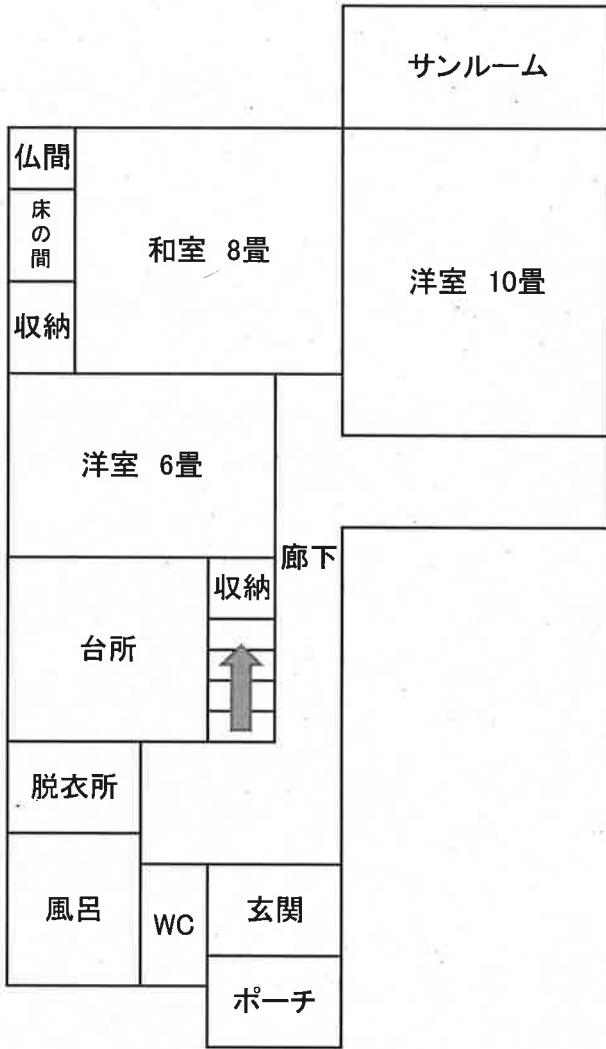 サンルーム
仏間
床の間
和室 8畳
洋室 10畳
収納
洋室 6畳
廊下
収納
台所
脱衣所
風呂
WC
玄関
ポーチ